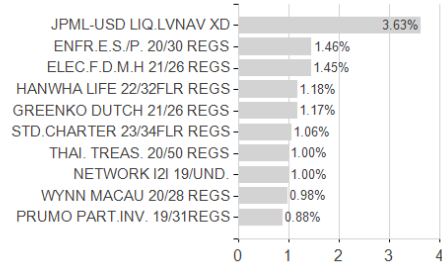 JPML-USD LIQ.LVNAV XD 3.63%
ENFR.E.S./P. 20/30 REGS 1.46%
ELEC.F.D.M.H 21/26 REGS 1.45%
HANWHA LIFE 22/32FLR REGS 1.18%
GREENKO DUTCH 21/26 REGS 1.17%
STD.CHARTER 23/34FLR REGS 1.06%
THAI. TREAS. 20/50 REGS 1.00%
NETWORK I2I 19/UND. 1.00%
WYNN MACAU 20/28 REGS 0.98%
PRUMO PART.INV. 19/31REGS 0.88%
0 1 2 3 4